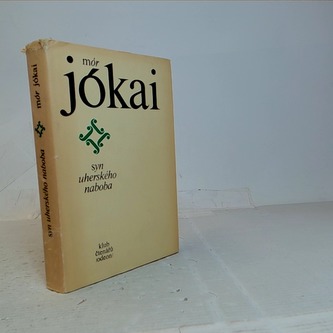 mór
jókai
syn
uherského
naboba
klub
čtenářů
odeon
mór jókai
syn uherského naboba